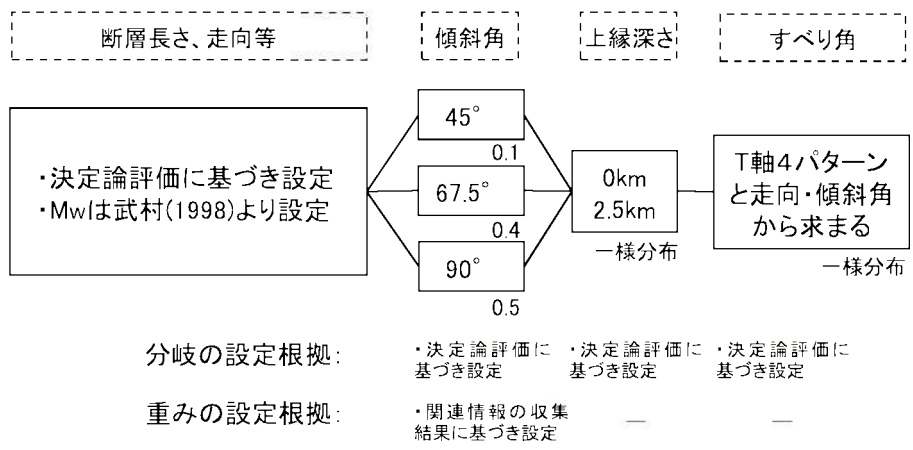 断層長さ、走向等
傾斜角
上縁深さ
すべり角
・決定論評価に基づき設定
・Mwは武村(1998)より設定
45°
0.1
67.5°
0.4
90°
0.5
0km
2.5km
一様分布
T軸4パターン
と走向・傾斜角
から求まる
一様分布
分岐の設定根拠：
・決定論評価に
基づき設定
・決定論評価に
基づき設定
・決定論評価に
基づき設定
重みの設定根拠：
・関連情報の収集
結果に基づき設定
―
―